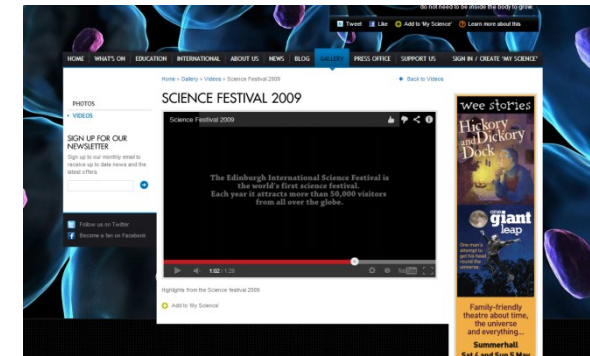 do not need to be inside the body to grow.
Tweet Like Add to 'My Science' Learn more about this
HOME WHAT'S ON EDUCATION INTERNATIONAL ABOUT US NEWS BLOG GALLERY PRESS OFFICE SUPPORT US SIGN IN / CREATE 'MY SCIENCE'
Home > Gallery > Videos > Science Festival 2009
Back to Videos
PHOTOS
VIDEOS
SIGN UP FOR OUR
NEWSLETTER
Sign up to our monthly email to
receive up to date news and the
latest offers.
Follow us on Twitter
Become a fan on Facebook
SCIENCE FESTIVAL 2009
Science Festival 2009
The Edinburgh International Science Festival is
the world's first science festival.
Each year it attracts more than 50,000 visitors
from all over the globe.
1:02 / 1:28
YouTube
Highlights from the Science festival 2009
Add to 'My Science'
wee stories
Hickory
and Dickory
Dock
one giant
leap
One man's
attempt to
get his head
round the
universe.
Family-friendly
theatre about time,
the universe
and everything...
Summerhall
Sat 4 and Sun 5 May